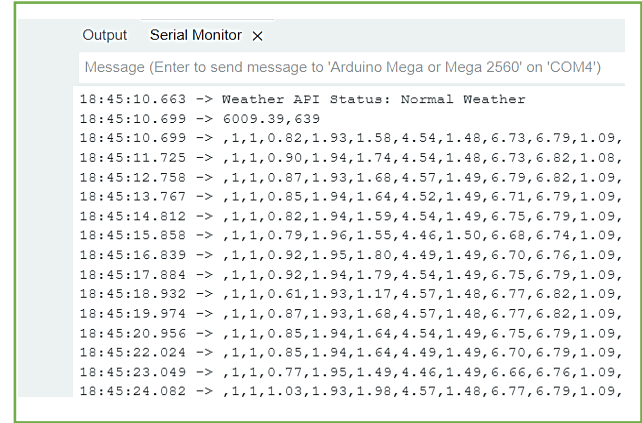 Output Serial Monitor ×
Message (Enter to send message to 'Arduino Mega or Mega 2560' on 'COM4')
18:45:10.663 -> Weather API Status: Normal Weather
18:45:10.699 -> 6009.39,639
18:45:10.699 -> ,1,1,0.82,1.93,1.58,4.54,1.48,6.73,6.79,1.09,
18:45:11.725 -> ,1,1,0.90,1.94,1.74,4.54,1.48,6.73,6.82,1.08,
18:45:12.758 -> ,1,1,0.87,1.93,1.68,4.57,1.49,6.79,6.82,1.09,
18:45:13.767 -> ,1,1,0.85,1.94,1.64,4.52,1.49,6.71,6.79,1.09,
18:45:14.812 -> ,1,1,0.82,1.94,1.59,4.54,1.49,6.75,6.79,1.09,
18:45:15.858 -> ,1,1,0.79,1.96,1.55,4.46,1.50,6.68,6.74,1.09,
18:45:16.839 -> ,1,1,0.92,1.95,1.80,4.49,1.49,6.70,6.76,1.09,
18:45:17.884 -> ,1,1,0.92,1.94,1.79,4.54,1.49,6.75,6.79,1.09,
18:45:18.932 -> ,1,1,0.61,1.93,1.17,4.57,1.48,6.77,6.82,1.09,
18:45:19.974 -> ,1,1,0.87,1.93,1.68,4.57,1.48,6.77,6.82,1.09,
18:45:20.956 -> ,1,1,0.85,1.94,1.64,4.54,1.49,6.75,6.79,1.09,
18:45:22.024 -> ,1,1,0.85,1.94,1.64,4.49,1.49,6.70,6.79,1.09,
18:45:23.049 -> ,1,1,0.77,1.95,1.49,4.46,1.49,6.66,6.76,1.09,
18:45:24.082 -> ,1,1,1.03,1.93,1.98,4.57,1.48,6.77,6.79,1.09,